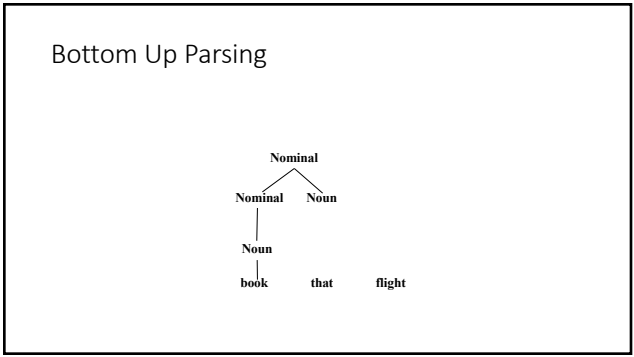 Bottom Up Parsing
Nominal
Nominal Noun
Noun
book that flight